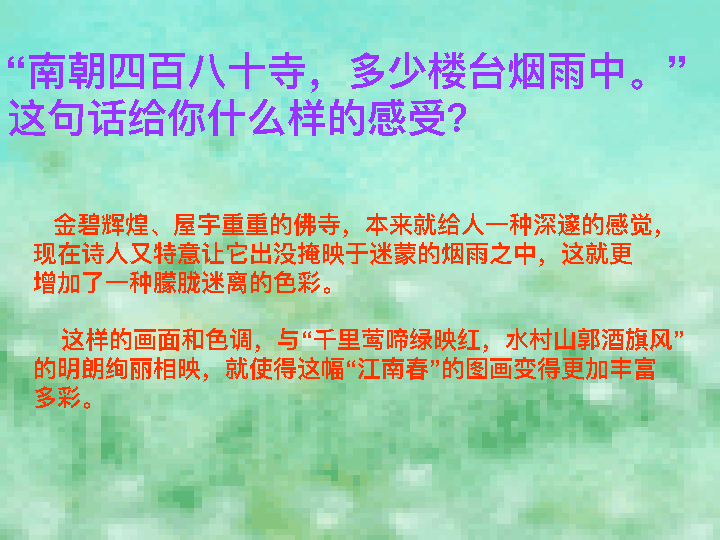 “南朝四百八十寺，多少楼台烟雨中。”
这句话给你什么样的感受？
金碧辉煌、屋宇重重的佛寺，本来就给人一种深邃的感觉，
现在诗人又特意让它出没掩映于迷蒙的烟雨之中，这就更
增加了一种朦胧迷离的色彩。
这样的画面和色调，与“千里莺啼绿映红，水村山郭酒旗风”
的明朗绚丽相映，就使得这幅“江南春”的图画变得更加丰富
多彩。